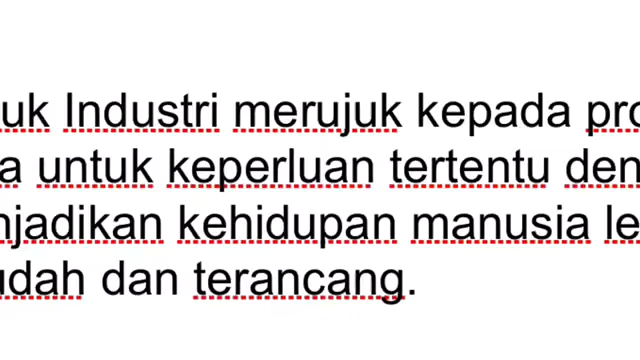 uk Industri merujuk kepada pro
a untuk keperluan tertentu den
njadikan kehidupan manusia le
udah dan terancang.